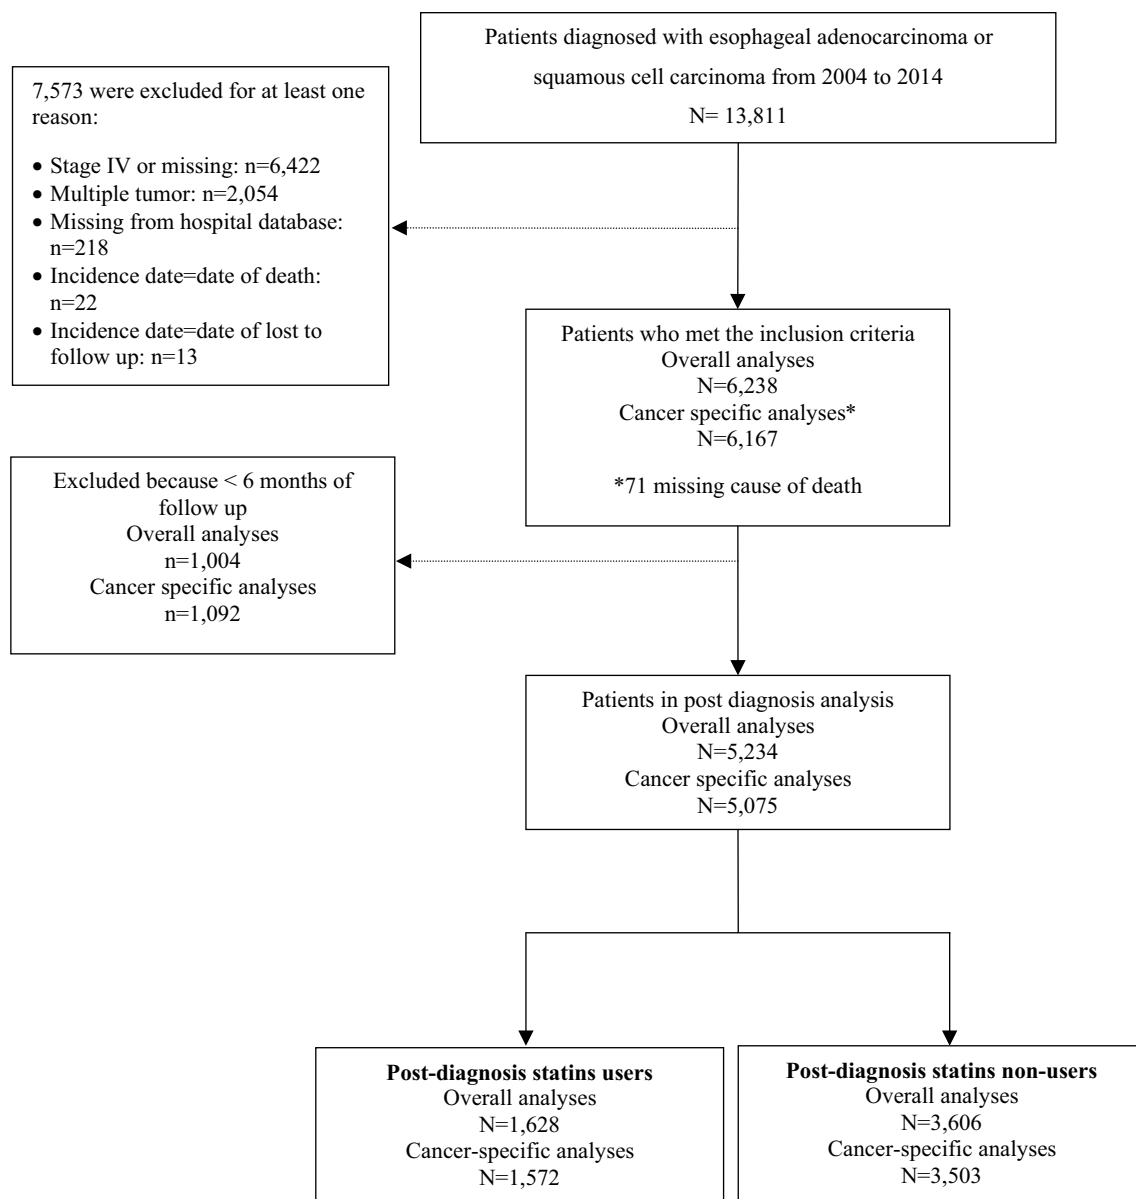 Patients diagnosed with esophageal adenocarcinoma or
squamous cell carcinoma from 2004 to 2014
N= 13,811
7,573 were excluded for at least one
reason:
• Stage IV or missing: n=6,422
• Multiple tumor: n=2,054
• Missing from hospital database:
n=218
• Incidence date=date of death:
n=22
• Incidence date=date of lost to
follow up: n=13
Patients who met the inclusion criteria
Overall analyses
N=6,238
Cancer specific analyses*
N=6,167
*71 missing cause of death
Excluded because < 6 months of
follow up
Overall analyses
n=1,004
Cancer specific analyses
n=1,092
Patients in post diagnosis analysis
Overall analyses
N=5,234
Cancer specific analyses
N=5,075
Post-diagnosis statins users
Overall analyses
N=1,628
Cancer-specific analyses
N=1,572
Post-diagnosis statins non-users
Overall analyses
N=3,606
Cancer-specific analyses
N=3,503